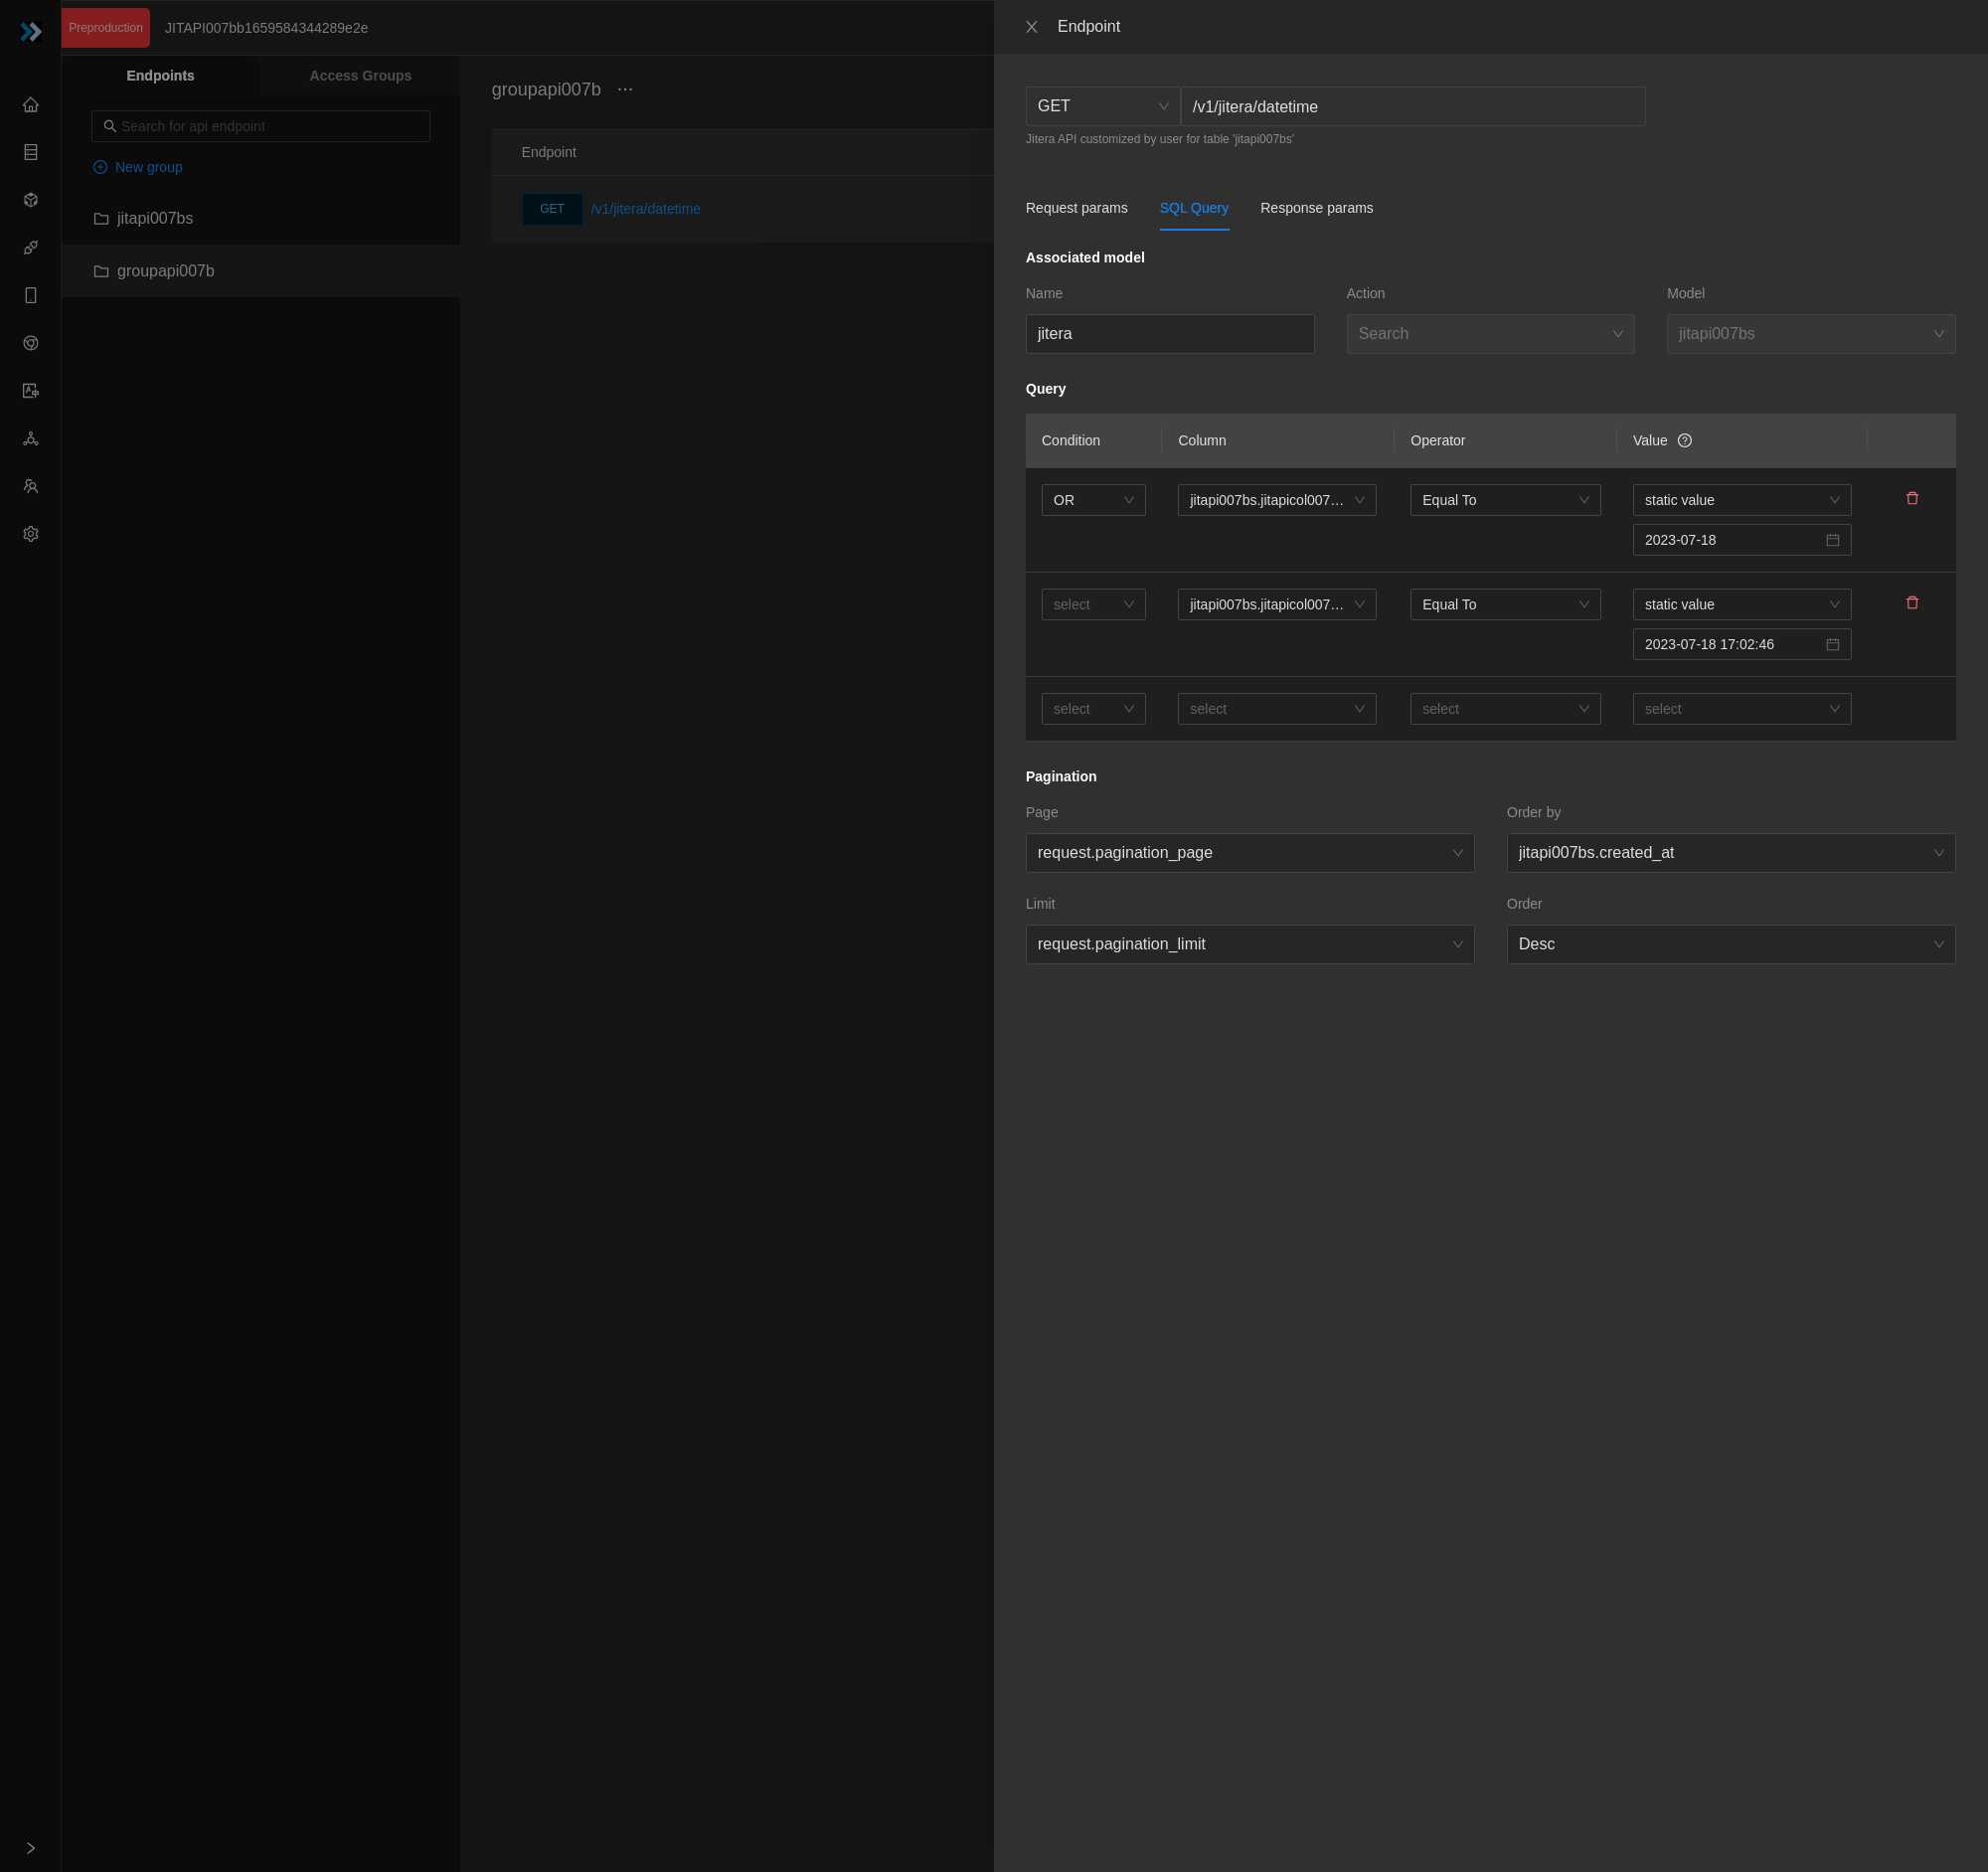 Preproduction
JITAPI007bb1659584344289e2e
Endpoints
Access Groups
Search for api endpoint
New group
jitapi007bs
groupapi007b
groupapi007b
Endpoint
GET /v1/jitera/datetime
Endpoint
GET
/v1/jitera/datetime
Jitera API customized by user for table 'jitapi007bs'
Request params
SQL Query
Response params
Associated model
Name
Action
Model
jitera
Search
jitapi007bs
Query
Condition
Column
Operator
Value
OR
jitapi007bs.jitapicol007...
Equal To
static value
2023-07-18
select
jitapi007bs.jitapicol007...
Equal To
static value
2023-07-18 17:02:46
select
select
select
select
Pagination
Page
Order by
request.pagination_page
jitapi007bs.created_at
Limit
Order
request.pagination_limit
Desc